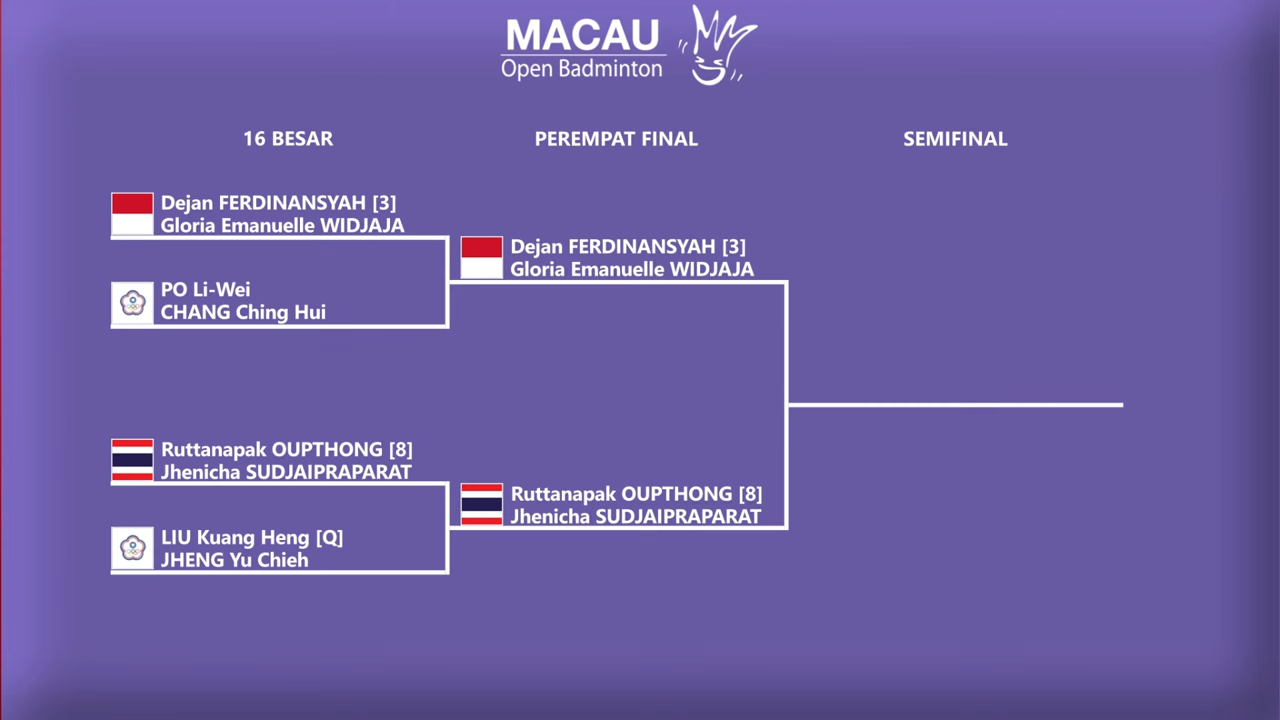 MACAU
Open Badminton
16 BESAR
PEREMPAT FINAL
SEMIFINAL
Dejan FERDINANSYAH [3]
Gloria Emanuelle WIDJAJA
PO Li-Wei
CHANG Ching Hui
Ruttanapak OUPTHONG [8]
Jhenicha SUDJAIPRAPARAT
LIU Kuang Heng [Q]
JHENG Yu Chieh
Dejan FERDINANSYAH [3]
Gloria Emanuelle WIDJAJA
Ruttanapak OUPTHONG [8]
Jhenicha SUDJAIPRAPARAT